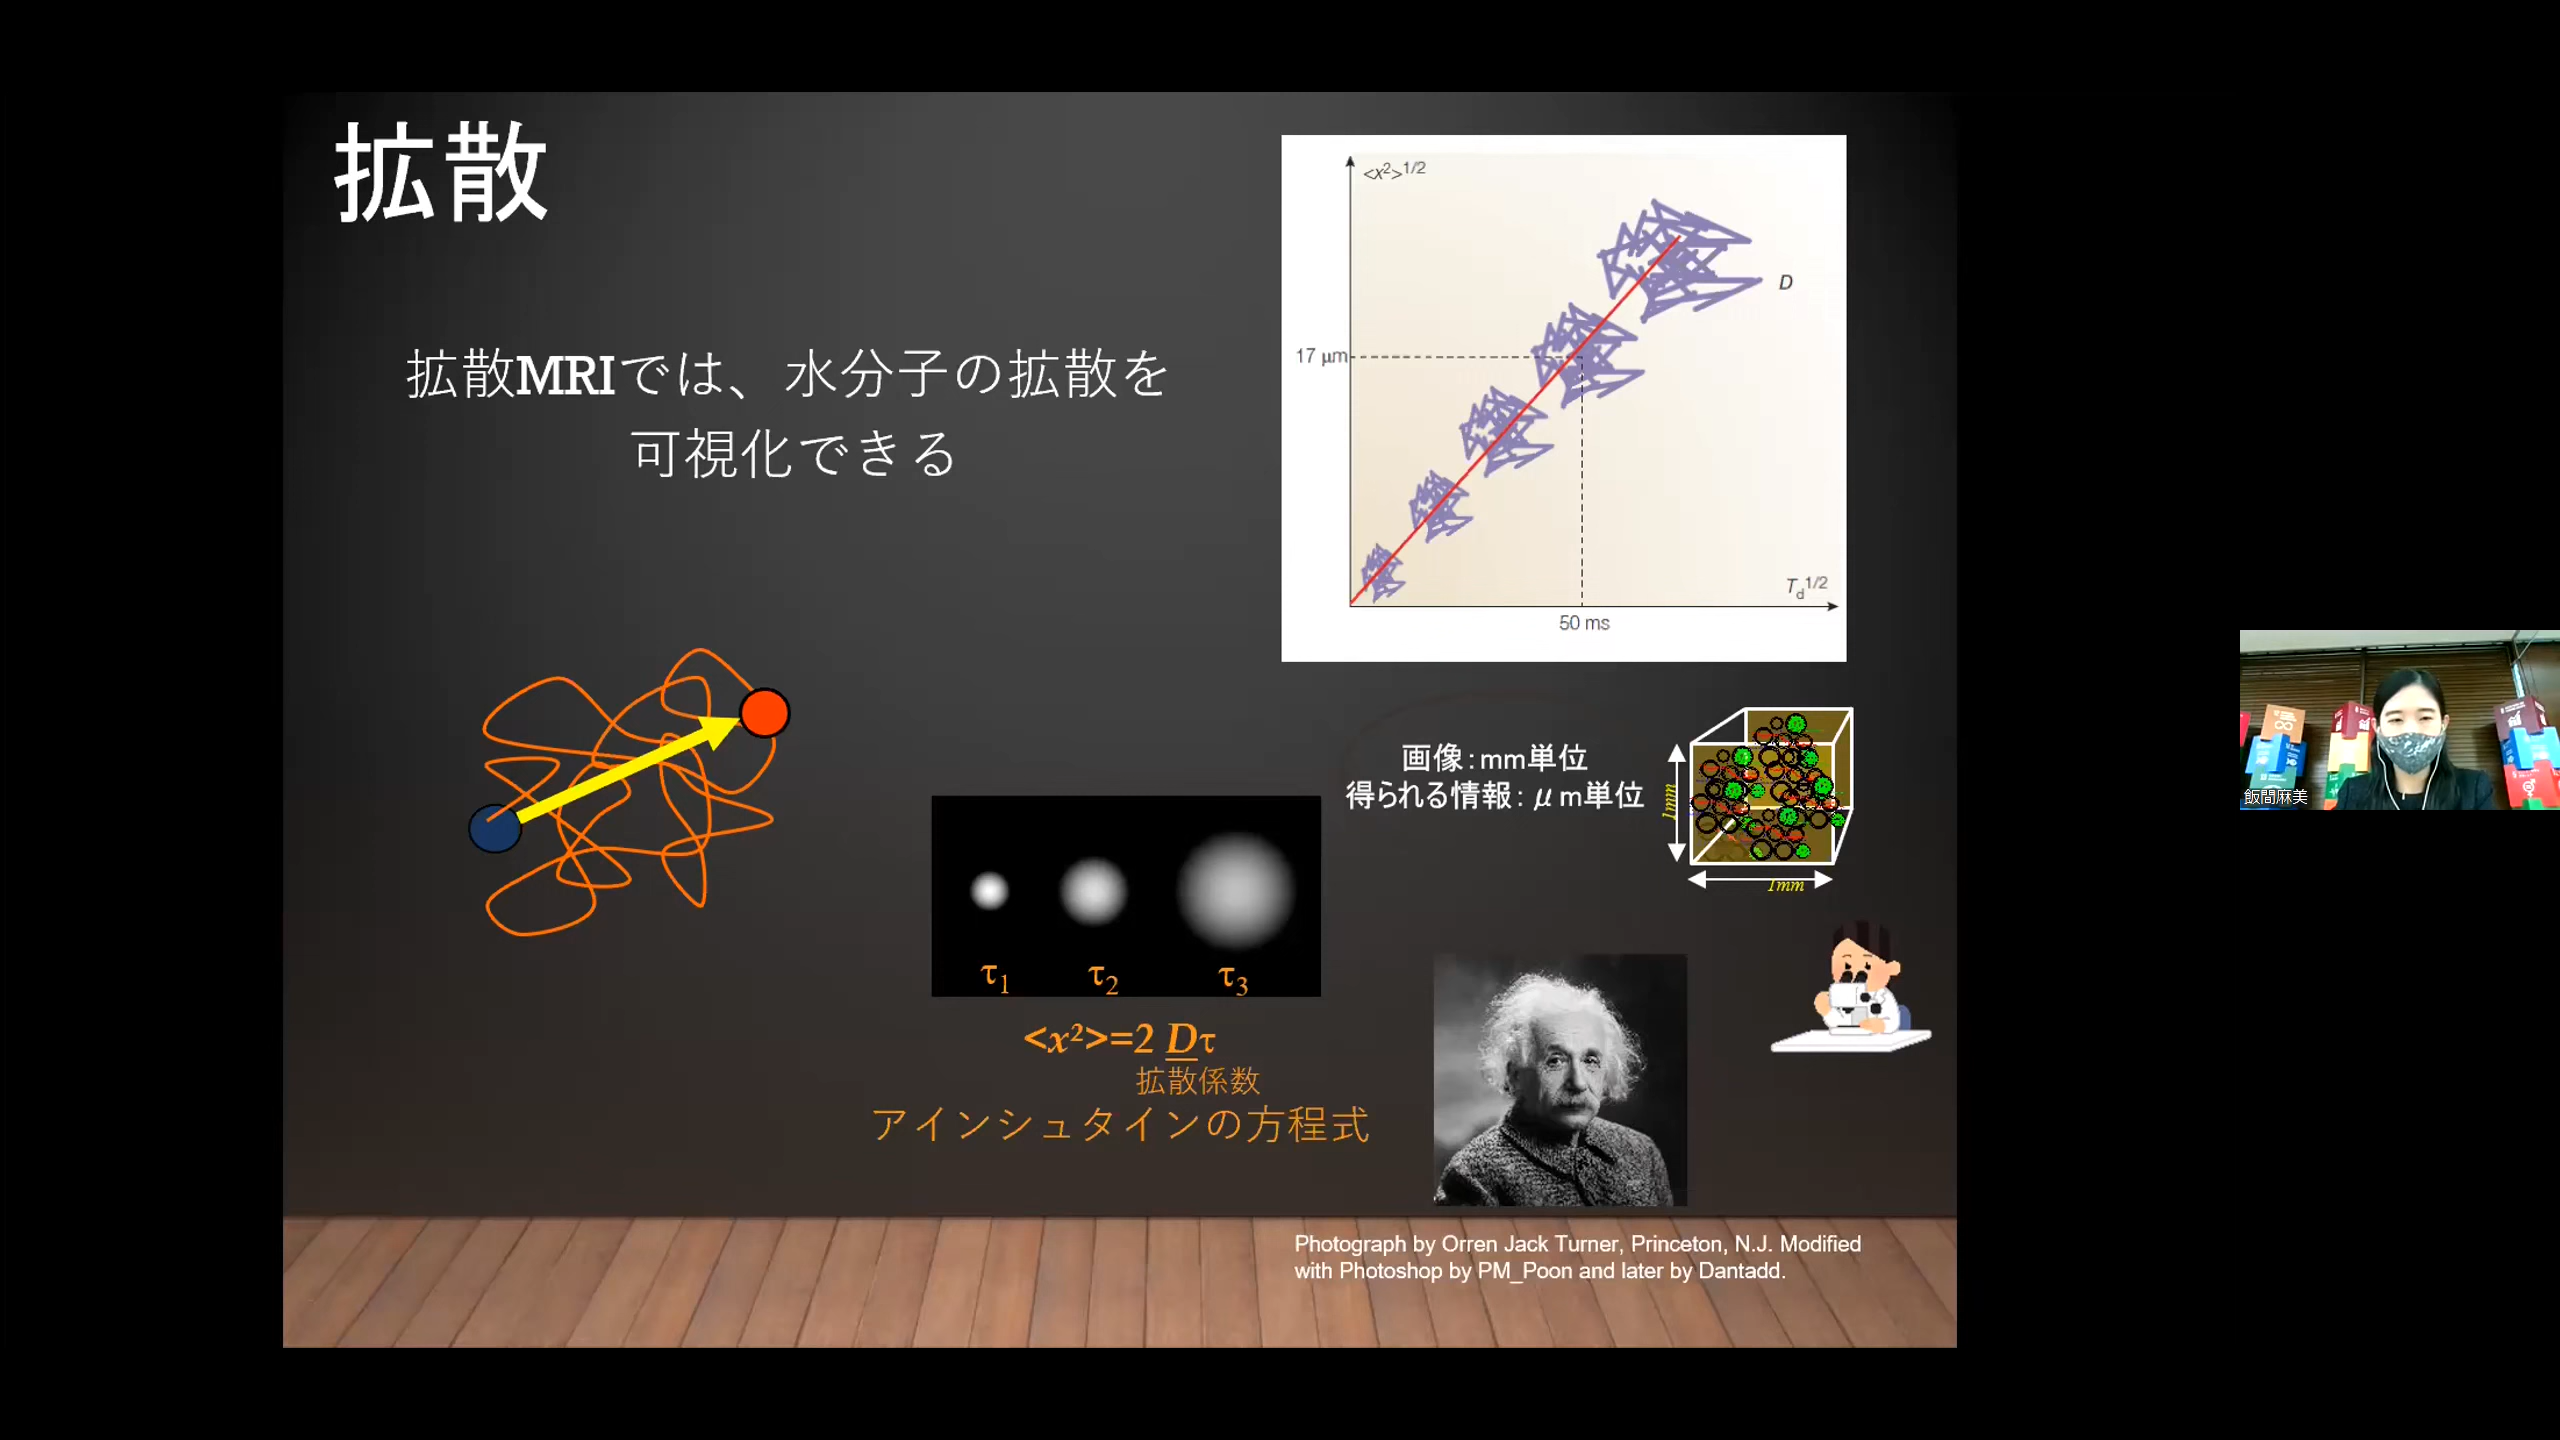 拡散
拡散MRIでは、水分子の拡散を
可視化できる
<x²>1/2
D
17 μm
Td1/2
50 ms
画像:mm単位
得られる情報:μm単位
1mm
1mm
τ1
τ2
τ3
<x²>=2 Dτ
拡散係数
アインシュタインの方程式
Photograph by Orren Jack Turner, Princeton, N.J. Modified
with Photoshop by PM_Poon and later by Dantadd.
飯間麻美